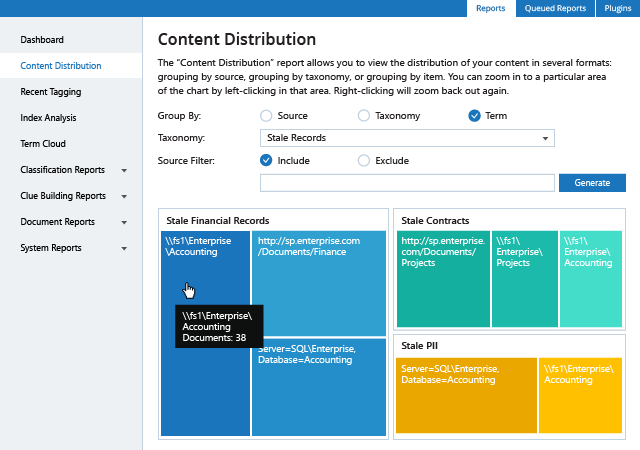 Reports
Queued Reports
Plugins
Dashboard
Content Distribution
Recent Tagging
Index Analysis
Term Cloud
Classification Reports
Clue Building Reports
Document Reports
System Reports
Content Distribution
The “Content Distribution” report allows you to view the distribution of your content in several formats:
grouping by source, grouping by taxonomy, or grouping by item. You can zoom in to a particular area
of the chart by left-clicking in that area. Right-clicking will zoom back out again.
Group By:
Source
Taxonomy
Term
Taxonomy:
Stale Records
Source Filter:
Include
Exclude
Generate
Stale Financial Records
\\fs1\Enterprise
\Accounting
http://sp.enterprise.com
/Documents/Finance
\\fs1\Enterprise\
Accounting
Documents: 38
Server=SQL\Enterprise,
Database=Accounting
Stale Contracts
http://sp.enterprise.
com/Documents/
Projects
\\fs1\
Enterprise\
Projects
\\fs1\
Enterprise\
Accounting
Stale PII
Server=SQL\Enterprise,
Database=Accounting
\\fs1\Enterprise\
Accounting